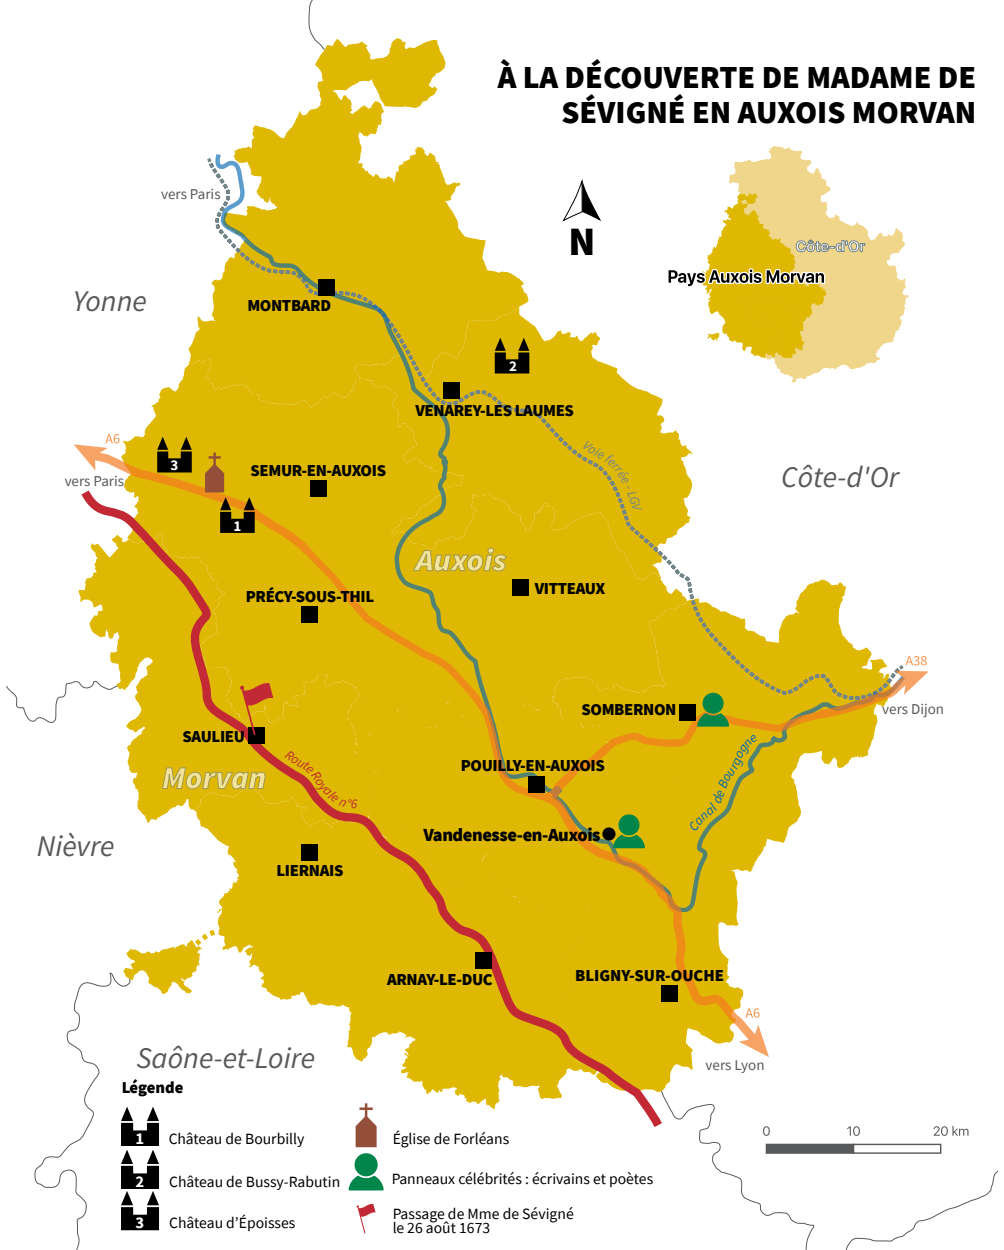 À LA DÉCOUVERTE DE MADAME DE
SÉVIGNÉ EN AUXOIS MORVAN
vers Paris
N
Côte-d'Or
Pays Auxois Morvan
Yonne
MONTBARD
2
VENAREY-LES LAUMES
A6
3
vers Paris
SEMUR-EN-AUXOIS
1
Voie ferrée - LGV
Côte-d'Or
Auxois
VITTEAUX
PRÉCY-SOUS-THIL
A38
vers Dijon
SOMBERNON
SAULIEU
Morvan
Route Royale n°6
POUILLY-EN-AUXOIS
Canal de Bourgogne
Vandenesse-en-Auxois
Nièvre
LIERNAIS
ARNAY-LE-DUC
BLIGNY-SUR-OUCHE
A6
vers Lyon
Saône-et-Loire
Légende
1
Château de Bourbilly
2
Château de Bussy-Rabutin
3
Château d’Époisses
Église de Forléans
Panneaux célébrités : écrivains et poètes
Passage de Mme de Sévigné
le 26 août 1673
0 10 20 km